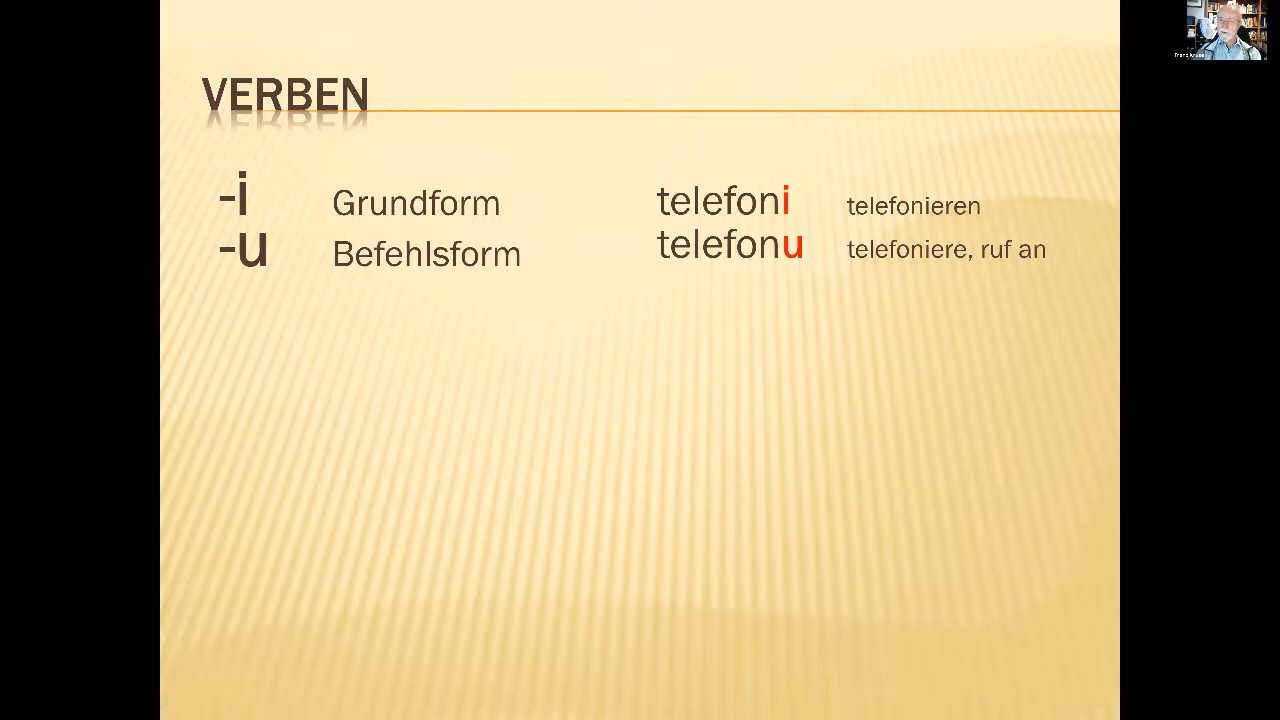 VERBEN
-i Grundform telefoni telefonieren
-u Befehlsform telefonu telefoniere, ruf an